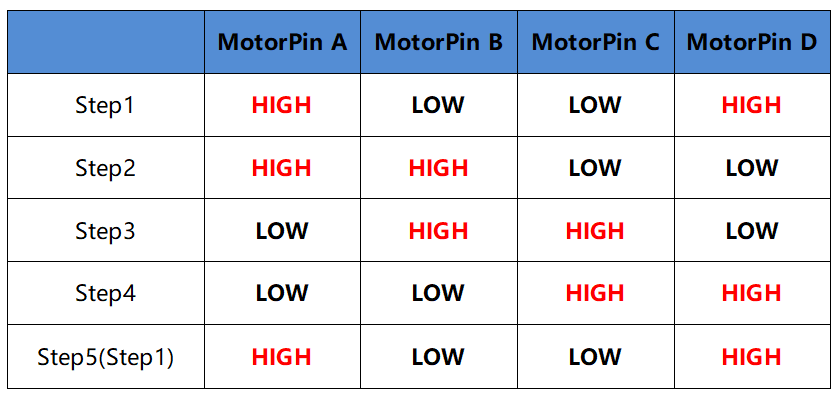 MotorPin A MotorPin B MotorPin C MotorPin D
Step1 HIGH LOW LOW HIGH
Step2 HIGH HIGH LOW LOW
Step3 LOW HIGH HIGH LOW
Step4 LOW LOW HIGH HIGH
Step5(Step1) HIGH LOW LOW HIGH